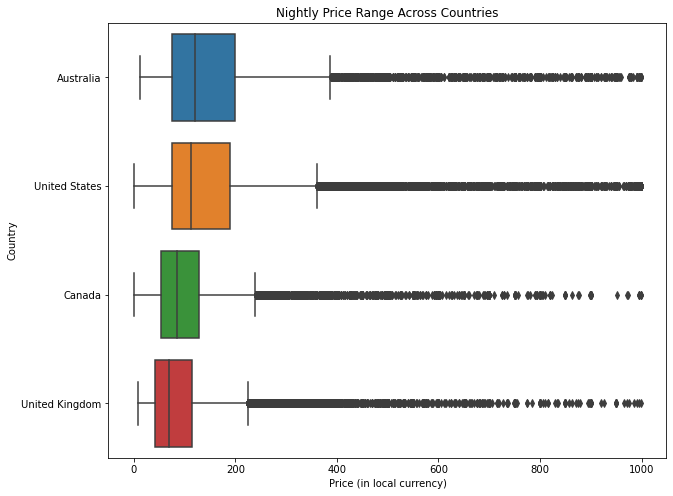 Nightly Price Range Across Countries
Australia
United States
Canada
United Kingdom
Country
0 200 400 600 800 1000
Price (in local currency)